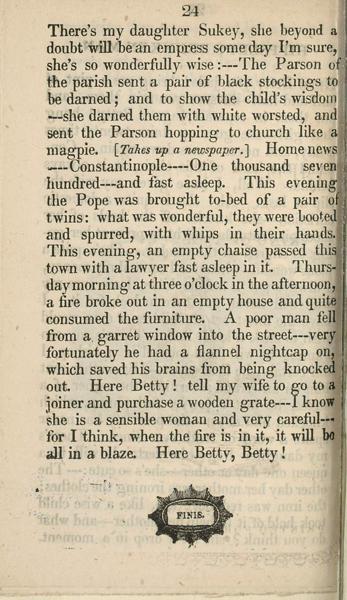 24
There's my daughter Sukey, she beyond a
doubt will be an empress some day I'm sure,
she's so wonderfully wise:---The Parson of
the parish sent a pair of black stockings to
be darned; and to show the child's wisdom
—she darned them with white worsted, and
sent the Parson hopping to church like a
magpie. [Takes up a newspaper.] Home news
----Constantinople----One thousand seven
hundred---and fast asleep. This evening
the Pope was brought to-bed of a pair of
twins: what was wonderful, they were booted
and spurred, with whips in their hands.
This evening, an empty chaise passed this
town with a lawyer fast asleep in it. Thurs-
day morning at three o'clock in the afternoon,
a fire broke out in an empty house and quite
consumed the furniture. A poor man fell
from a garret window into the street---very
fortunately he had a flannel nightcap on,
which saved his brains from being knocked
out. Here Betty! tell my wife to go to a
joiner and purchase a wooden grate---I know
she is a sensible woman and very careful---
for I think, when the fire is in it, it will be
all in a blaze. Here Betty, Betty!
FINIS.